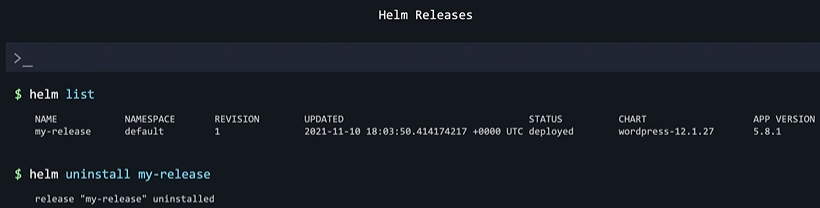 Helm Releases
>_
$ helm list
NAME NAMESPACE REVISION UPDATED STATUS CHART APP VERSION
my-release default 1 2021-11-10 18:03:50.414174217 +0000 UTC deployed wordpress-12.1.27 5.8.1
$ helm uninstall my-release
release "my-release" uninstalled